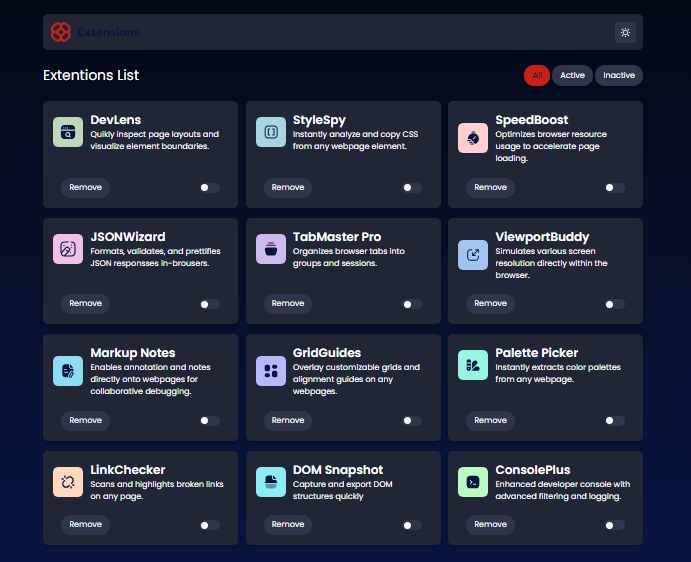 Extensions
Extentions List
All Active Inactive
DevLens
Quikly inspect page layouts and
visualize element boundaries.
Remove
StyleSpy
Instantly analyze and copy CSS
from any webpage element.
Remove
SpeedBoost
Optimizes browser resource
usage to accelerate page
loading.
Remove
JSONWizard
Formats, validates, and prettifies
JSON responsses in-brousers.
Remove
TabMaster Pro
Organizes browser tabs into
groups and sessions.
Remove
ViewportBuddy
Simulates various screen
resolution directly within the
browser.
Remove
Markup Notes
Enables annotation and notes
directly onto webpages for
collaborative debugging.
Remove
GridGuides
Overlay customizable grids and
alignment guides on any
webpages.
Remove
Palette Picker
Instantly extracts color palettes
from any webpage.
Remove
LinkChecker
Scans and highlights broken links
on any page.
Remove
DOM Snapshot
Capture and export DOM
structures quickly
Remove
ConsolePlus
Enhanced developer console with
advanced filtering and logging.
Remove